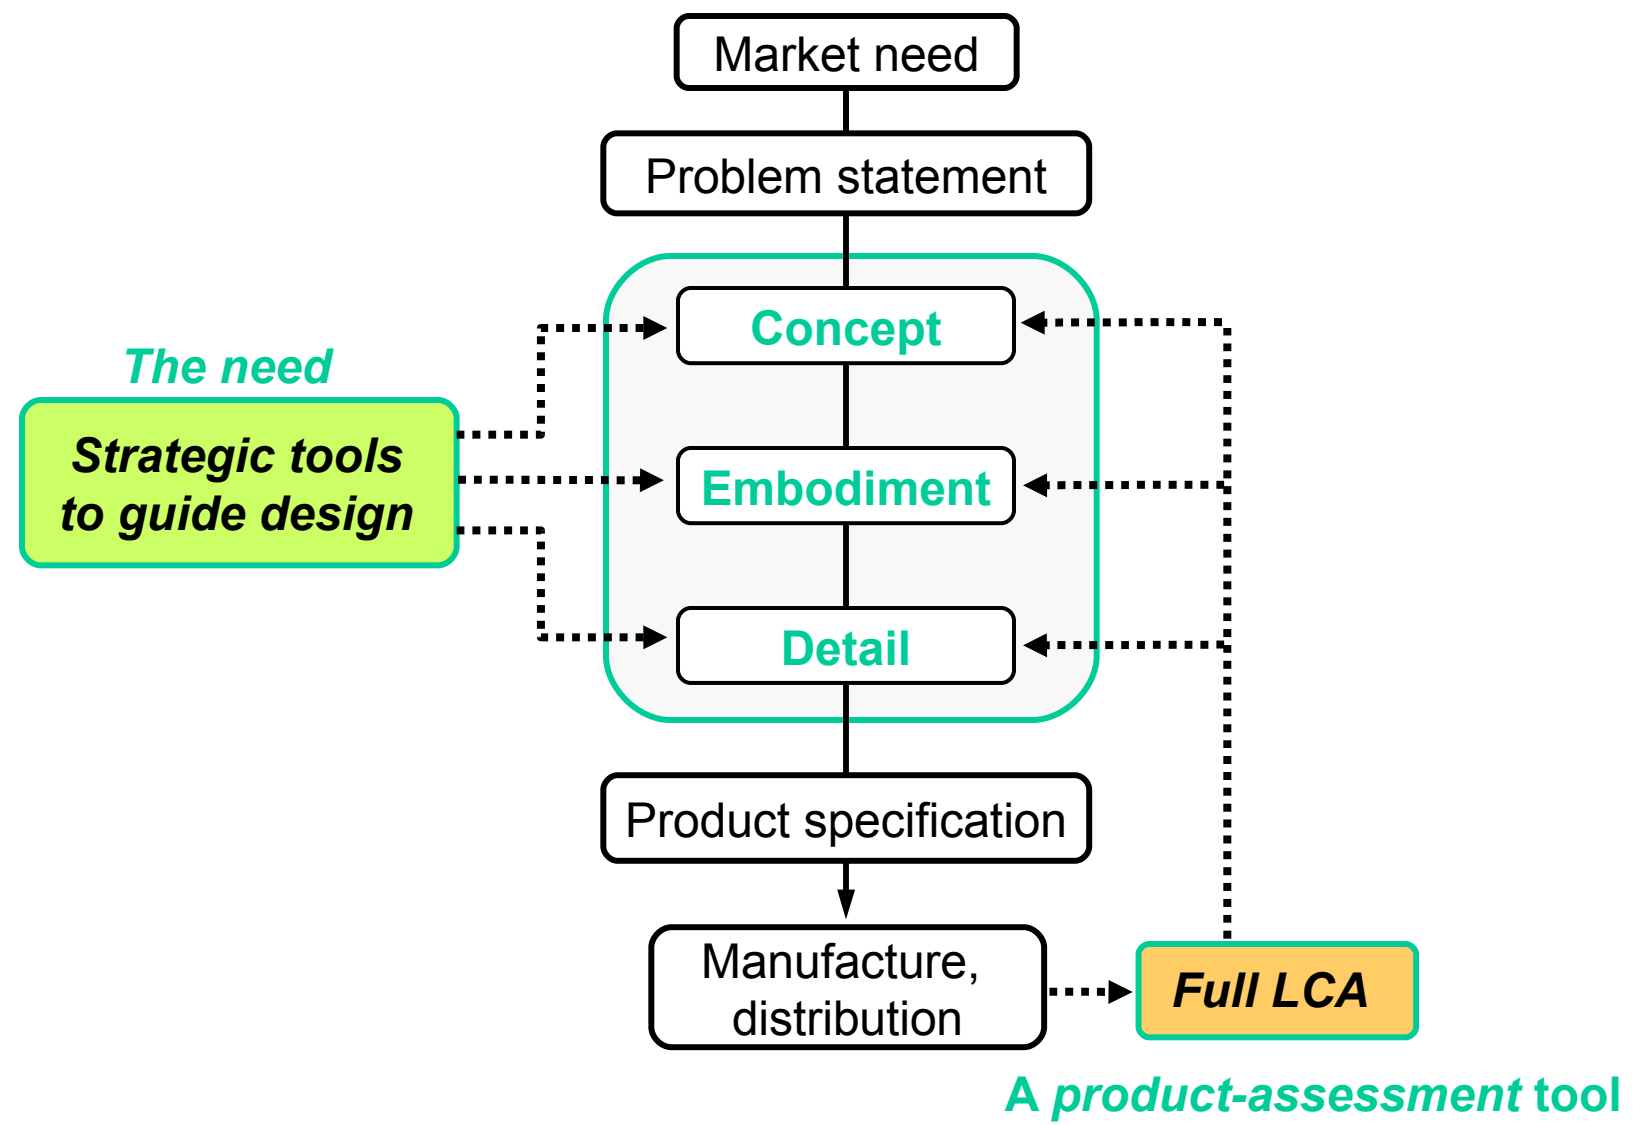 Market need
Problem statement
Concept
The need
Strategic tools
to guide design
Embodiment
Detail
Product specification
Manufacture,
distribution
Full LCA
A product-assessment tool